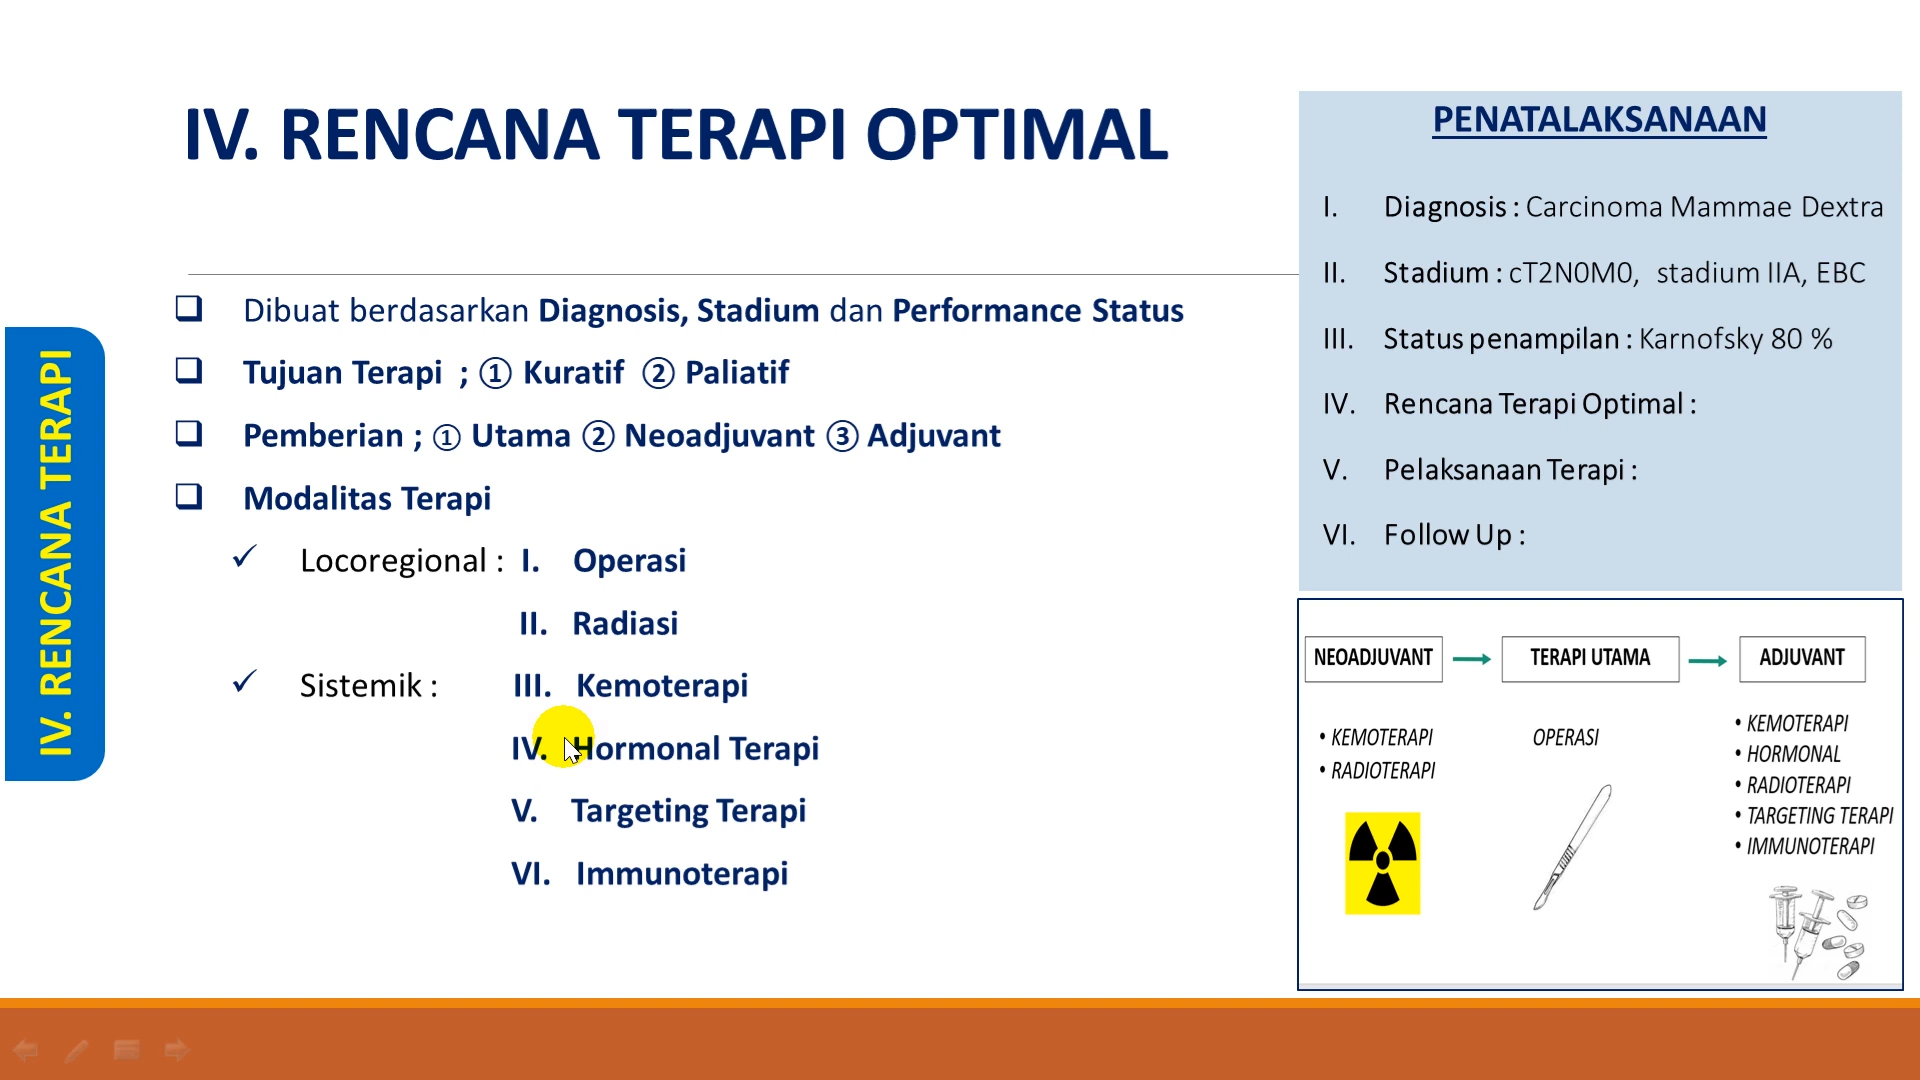 IV. RENCANA TERAPI OPTIMAL
IV. RENCANA TERAPI
❑ Dibuat berdasarkan Diagnosis, Stadium dan Performance Status
❑ Tujuan Terapi ; ① Kuratif ② Paliatif
❑ Pemberian ; ① Utama ② Neoadjuvant ③ Adjuvant
❑ Modalitas Terapi
✓ Locoregional : I. Operasi
II. Radiasi
✓ Sistemik : III. Kemoterapi
IV. Hormonal Terapi
V. Targeting Terapi
VI. Immunoterapi
PENATALAKSANAAN
I. Diagnosis : Carcinoma Mammae Dextra
II. Stadium : cT2N0M0, stadium IIA, EBC
III. Status penampilan : Karnofsky 80 %
IV. Rencana Terapi Optimal :
V. Pelaksanaan Terapi :
VI. Follow Up :
NEOADJUVANT
• KEMOTERAPI
• RADIOTERAPI
TERAPI UTAMA
OPERASI
ADJUVANT
• KEMOTERAPI
• HORMONAL
• RADIOTERAPI
• TARGETING TERAPI
• IMMUNOTERAPI